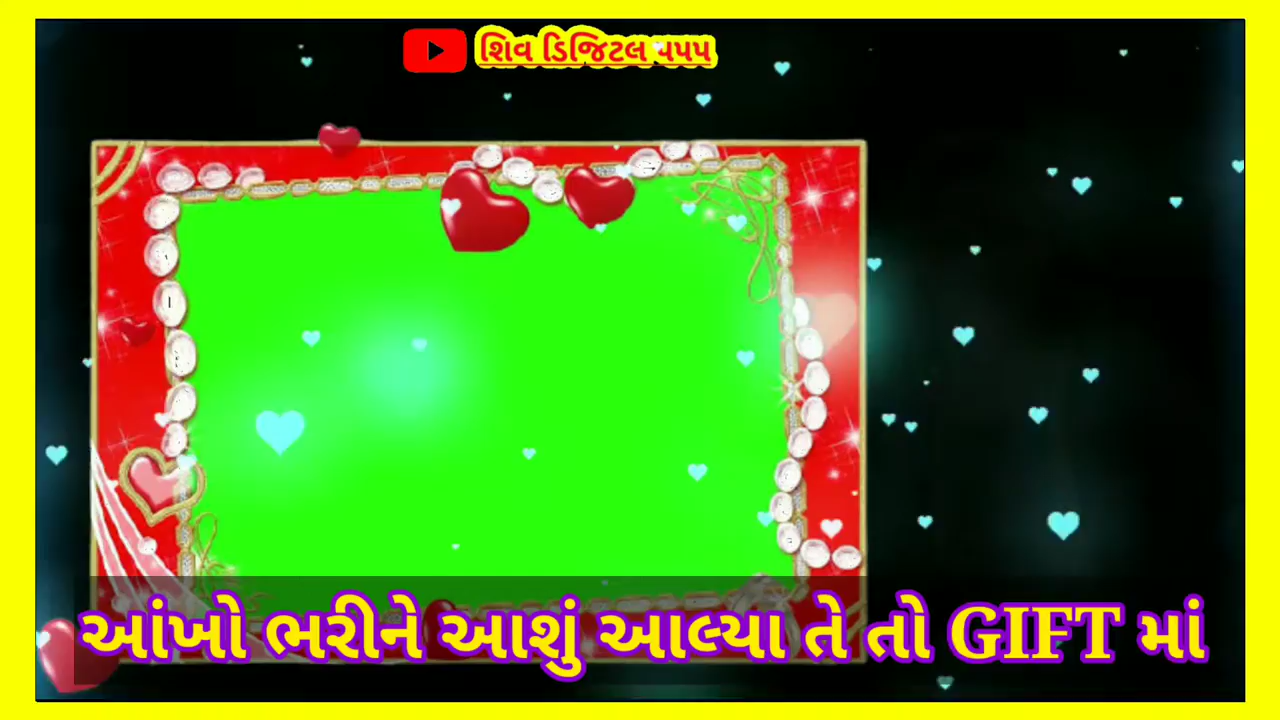 શિવ ડિજિટલ ૫૫૫
આંખો ભરીને આશું આલ્યા તે તો GIFT માં